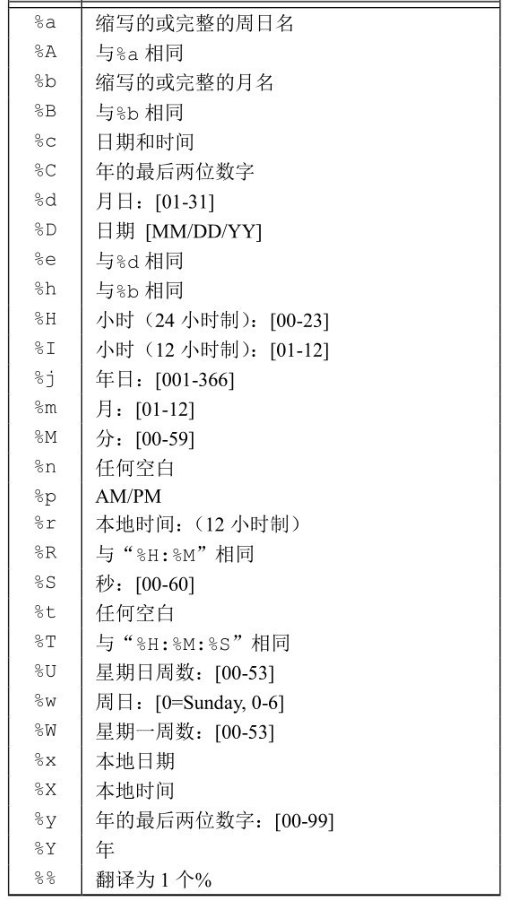 %a 缩写的或完整的周日名
%A 与%a 相同
%b 缩写的或完整的月名
%B 与%b 相同
%c 日期和时间
%C 年的最后两位数字
%d 月日：[01-31]
%D 日期 [MM/DD/YY]
%e 与%d 相同
%h 与%b 相同
%H 小时（24 小时制）：[00-23]
%I 小时（12 小时制）：[01-12]
%j 年日：[001-366]
%m 月：[01-12]
%M 分：[00-59]
%n 任何空白
%p AM/PM
%r 本地时间：（12 小时制）
%R 与“%H:%M”相同
%S 秒：[00-60]
%t 任何空白
%T 与“%H:%M:%S”相同
%U 星期日周数：[00-53]
%w 周日：[0=Sunday, 0-6]
%W 星期一周数：[00-53]
%x 本地日期
%X 本地时间
%y 年的最后两位数字：[00-99]
%Y 年
%% 翻译为 1 个%